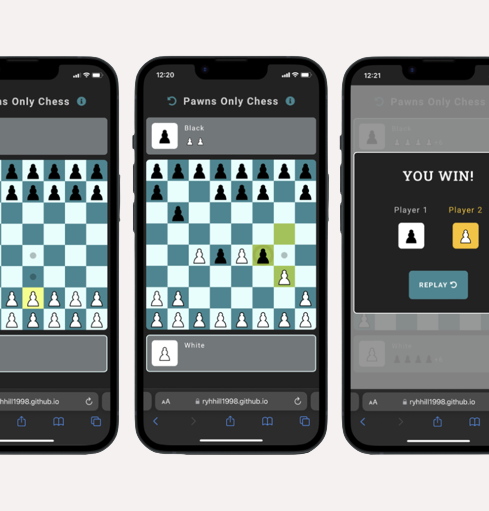 ns Only Chess
hhill1998.github.io
12:20
Pawns Only Chess
Black
White
AA
ryhhill1998.github.io
12:21
Pawns Only Chess
Black
YOU WIN!
Player 1
Player 2
REPLAY
White
AA
ryhhill1998.github.io